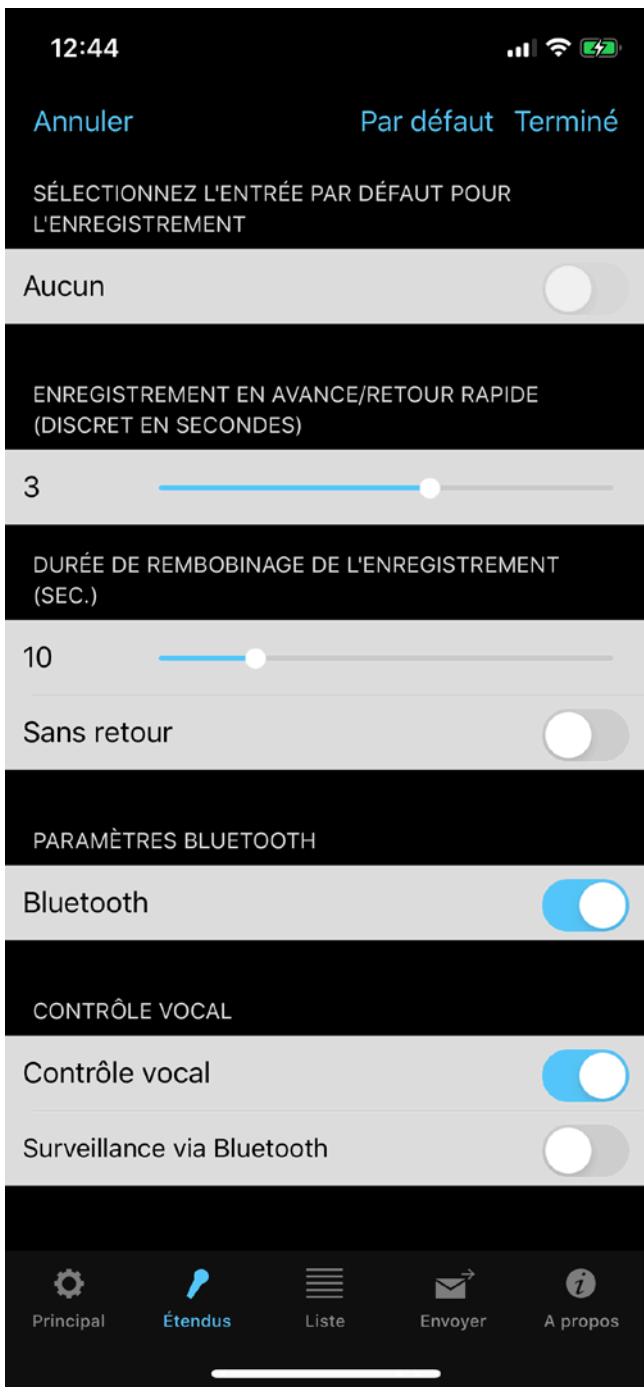 12:44
Annuler Par défaut Terminé
SÉLECTIONNEZ L'ENTRÉE PAR DÉFAUT POUR
L'ENREGISTREMENT
Aucun
ENREGISTREMENT EN AVANCE/RETOUR RAPIDE
(DISCRET EN SECONDES)
3
DURÉE DE REMBOBINAGE DE L'ENREGISTREMENT
(SEC.)
10
Sans retour
PARAMÈTRES BLUETOOTH
Bluetooth
CONTRÔLE VOCAL
Contrôle vocal
Surveillance via Bluetooth
Principal Étendus Liste Envoyer A propos